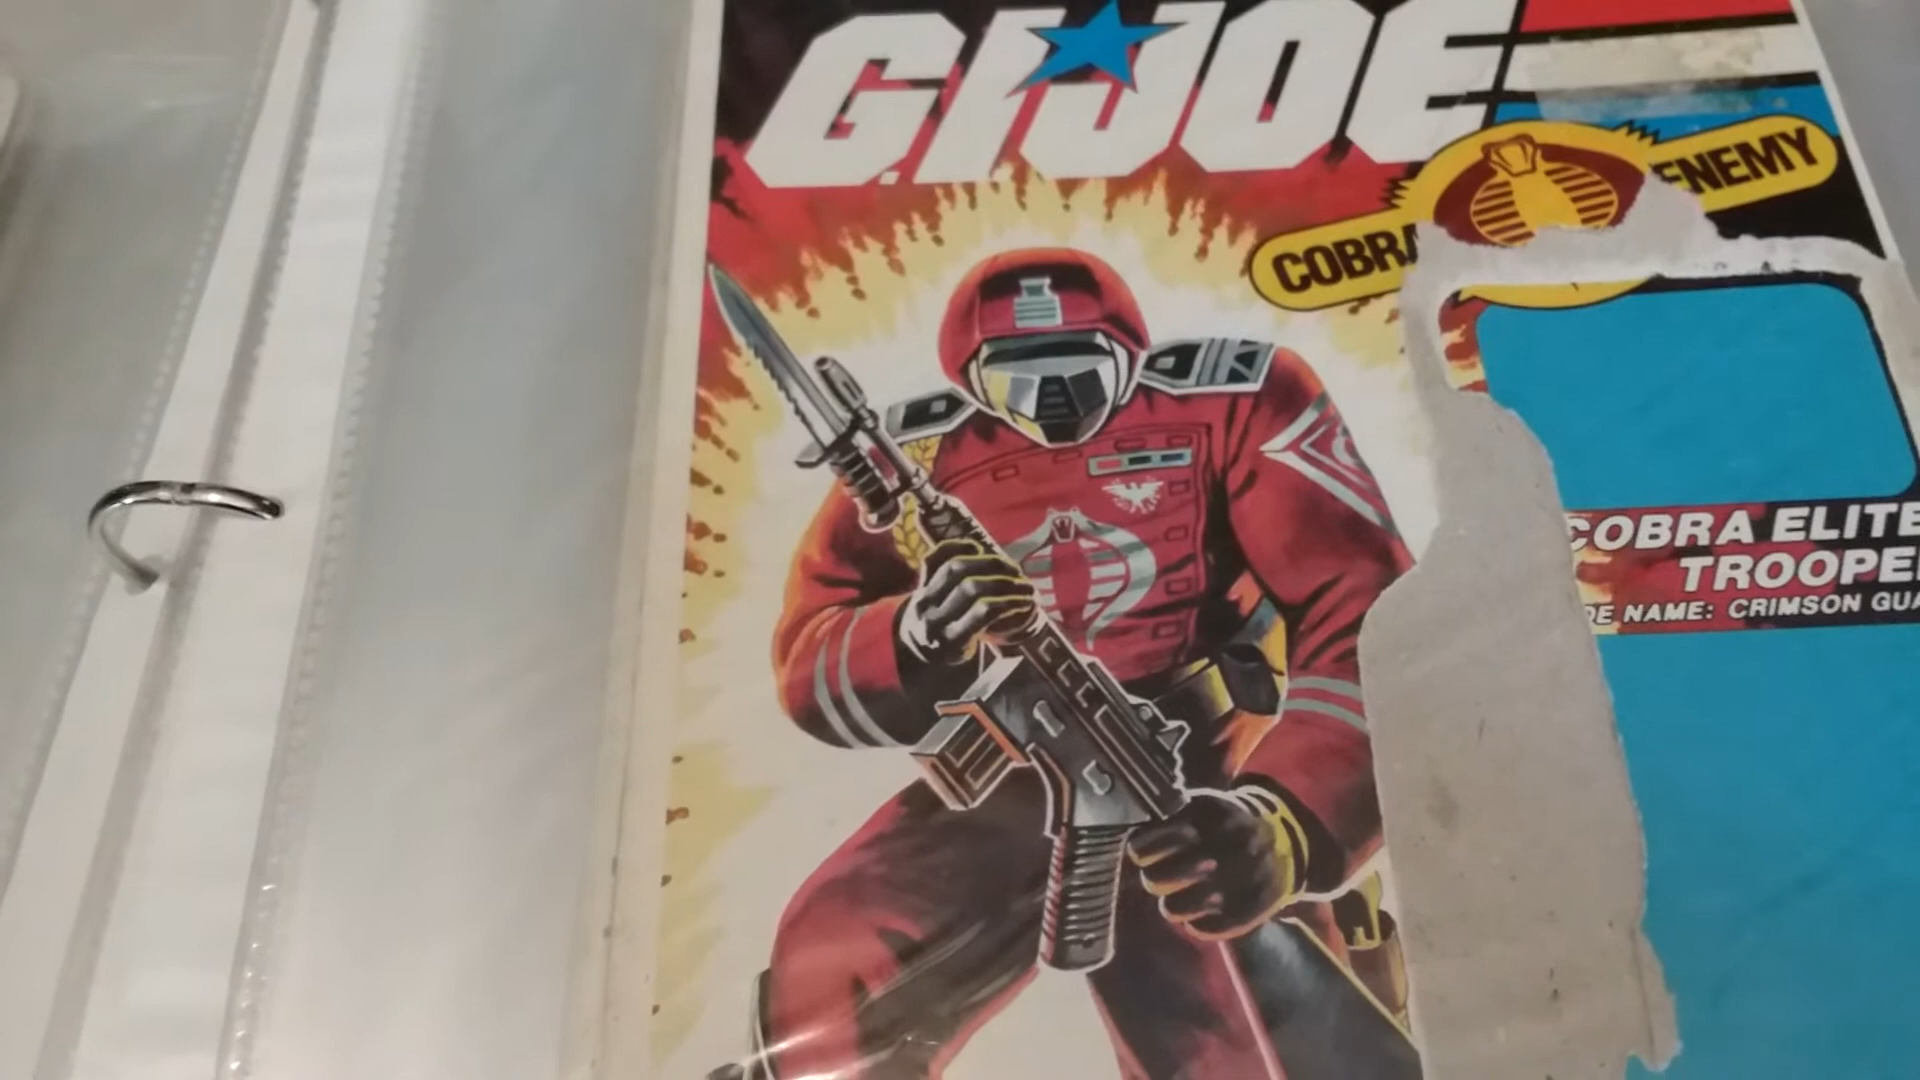 G.I.JOE
COBRA ENEMY
COBRA ELITE
TROOPE
DE NAME: CRIMSON GUA